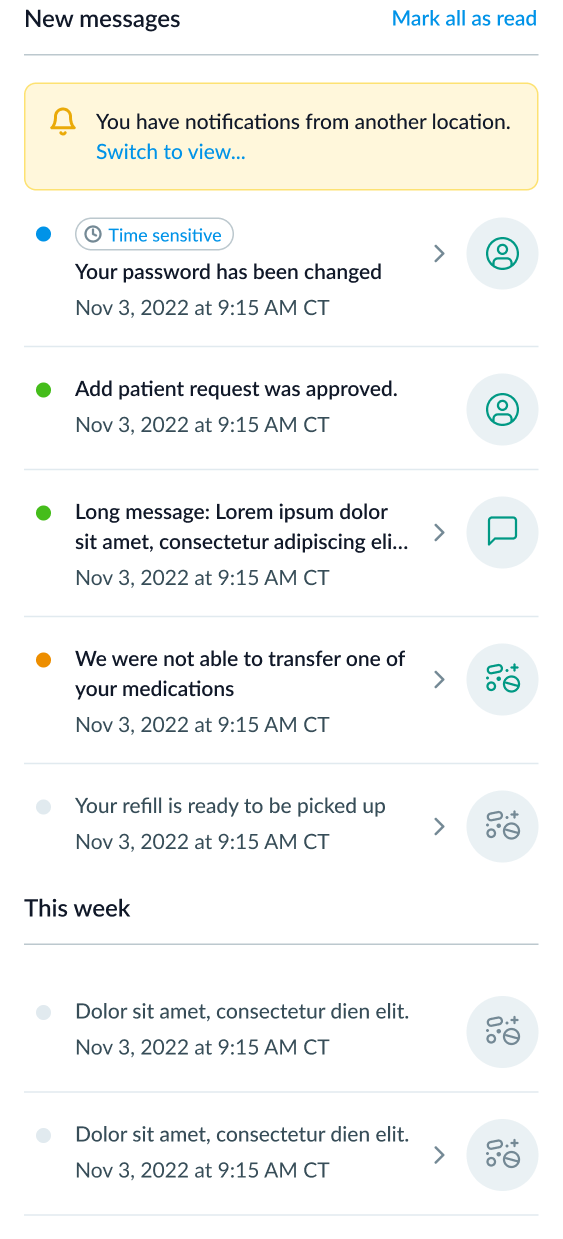 New messages
Mark all as read
You have notifications from another location.
Switch to view...
Time sensitive
Your password has been changed
Nov 3, 2022 at 9:15 AM CT
Add patient request was approved.
Nov 3, 2022 at 9:15 AM CT
Long message: Lorem ipsum dolor
sit amet, consectetur adipiscing eli...
Nov 3, 2022 at 9:15 AM CT
We were not able to transfer one of
your medications
Nov 3, 2022 at 9:15 AM CT
Your refill is ready to be picked up
Nov 3, 2022 at 9:15 AM CT
This week
Dolor sit amet, consectetur dien elit.
Nov 3, 2022 at 9:15 AM CT
Dolor sit amet, consectetur dien elit.
Nov 3, 2022 at 9:15 AM CT